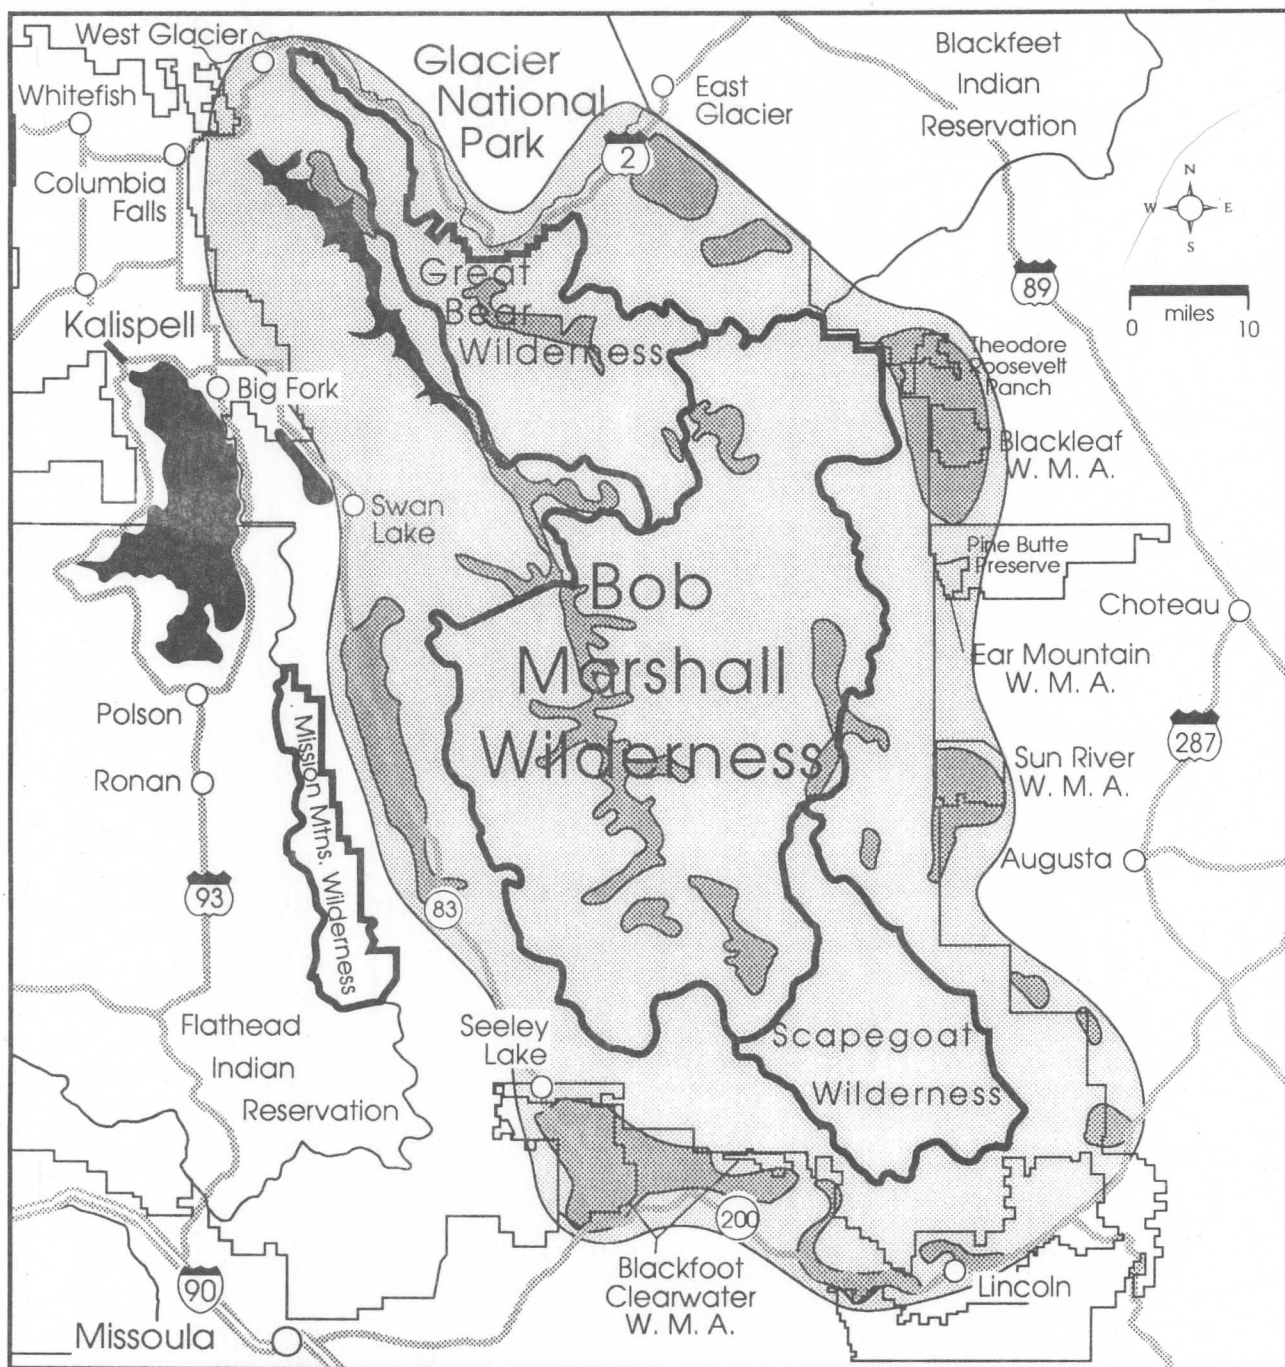 West Glacier
Glacier
National
Park
East
Glacier
Blackfeet
Indian
Reservation
Whitefish
2
Columbia
Falls
N
W E
S
Great
Bear
Wilderness
89
miles
0 10
Kalispell
Theodore
Roosevelt
Ranch
Big Fork
Blackleaf
W. M. A.
Swan
Lake
Pine Butte
Preserve
Bob
Marshall
Wilderness
Choteau
Ear Mountain
W. M. A.
Polson
287
Mission Mtns. Wilderness
Sun River
W. M. A.
Ronan
Augusta
93
83
Flathead
Indian
Reservation
Seeley
Lake
Scapegoat
Wilderness
200
Blackfoot
Clearwater
W. M. A.
Lincoln
90
Missoula